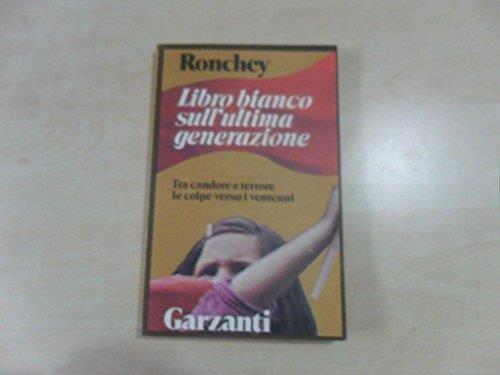 Ronchey
Libro bianco
sull'ultima
generazione
Tra candore e terrore
le colpe verso i ventenni
Garzanti